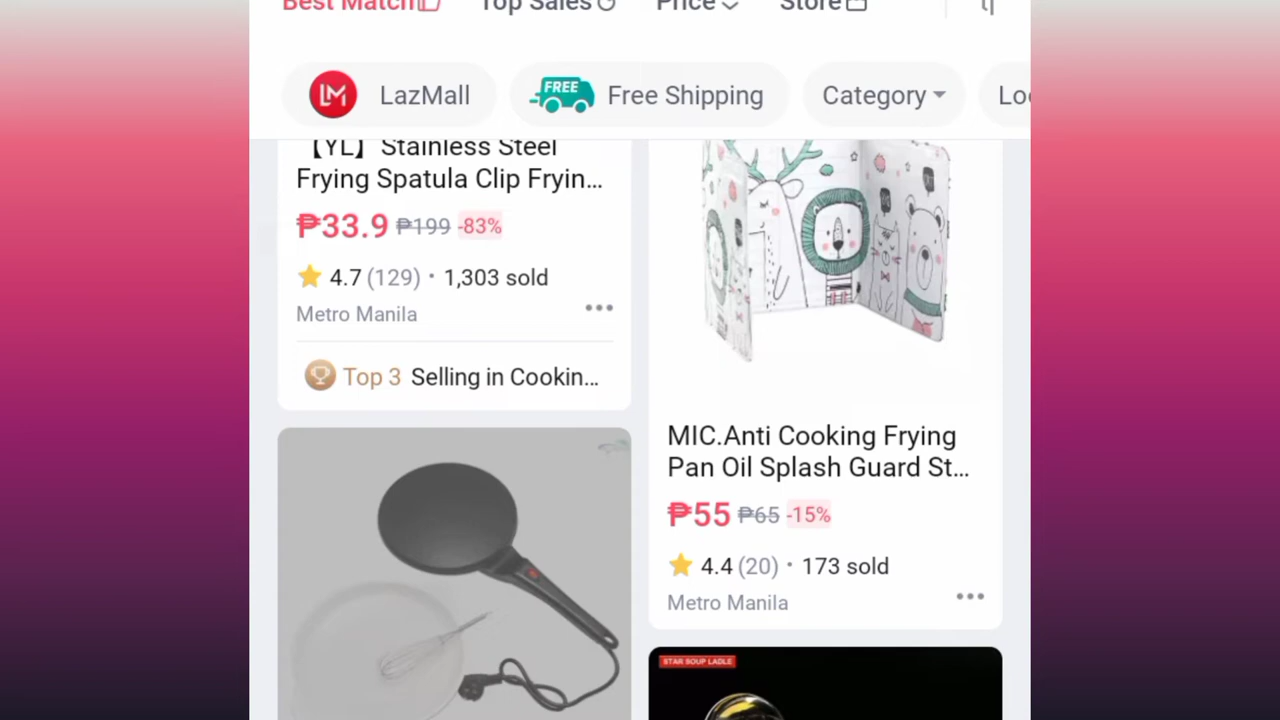 Best Match
Top Sales
Price
Store
LM
LazMall
FREE
Free Shipping
Category
Loc
【YL】Stainless Steel
Frying Spatula Clip Fryin...
₱33.9 ₱199 -83%
4.7 (129) • 1,303 sold
Metro Manila
Top 3 Selling in Cookin...
MIC.Anti Cooking Frying
Pan Oil Splash Guard St...
₱55 ₱65 -15%
4.4 (20) • 173 sold
Metro Manila
STAR SOUP LADLE